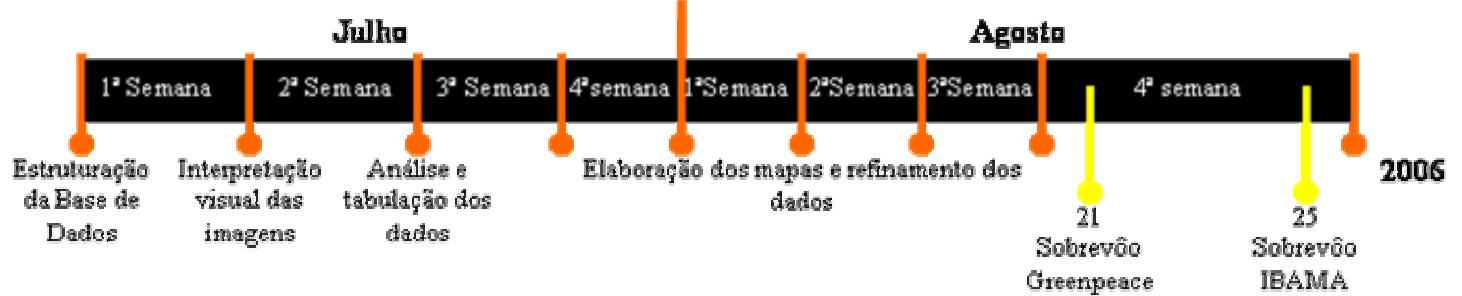 Julho
Agosto
1ª Semana
2ª Semana
3ª Semana
4ªsemana
1ªSemana
2ªSemana
3ªSemana
4ª semana
Estruturação
da Base de
Dados
Interpretação
visual das
imagens
Análise e
tabulação dos
dados
Elaboração dos mapas e refinamento dos
dados
2006
21
Sobrevôo
Greenpeace
25
Sobrevôo
IBAMA